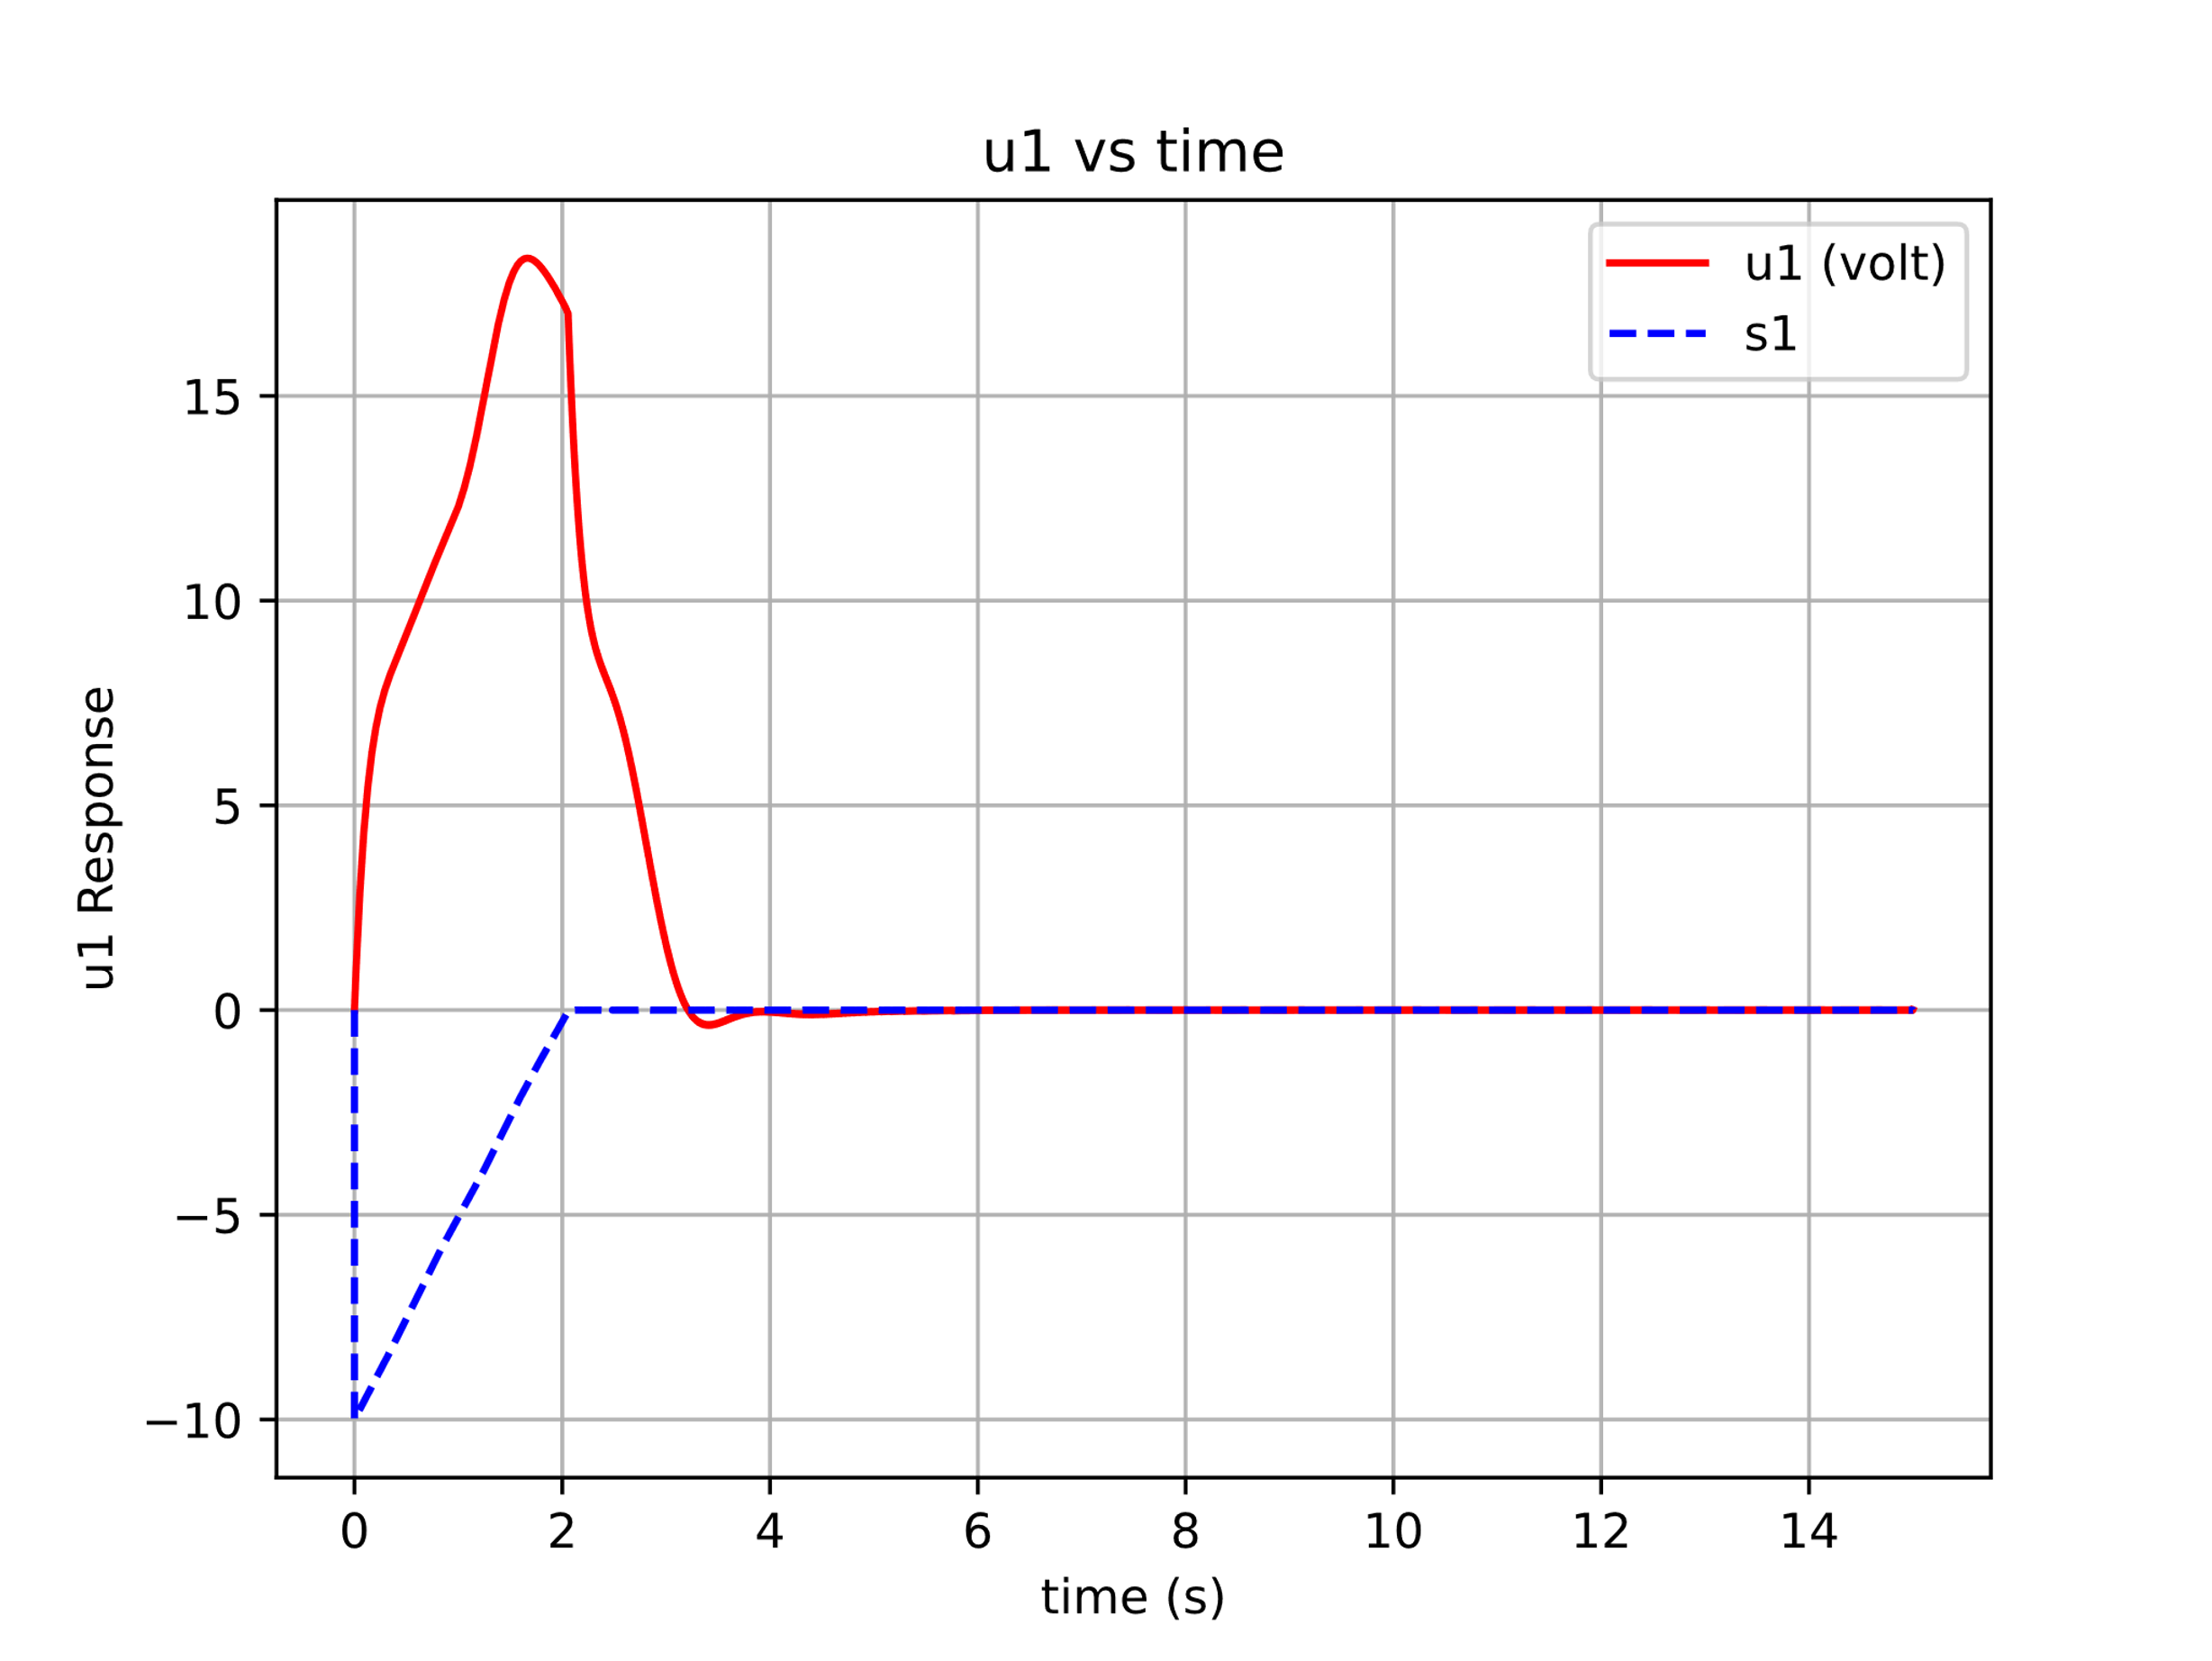 u1 vs time
u1 (volt)
s1
15
10
5
0
−5
−10
u1 Response
0 2 4 6 8 10 12 14
time (s)